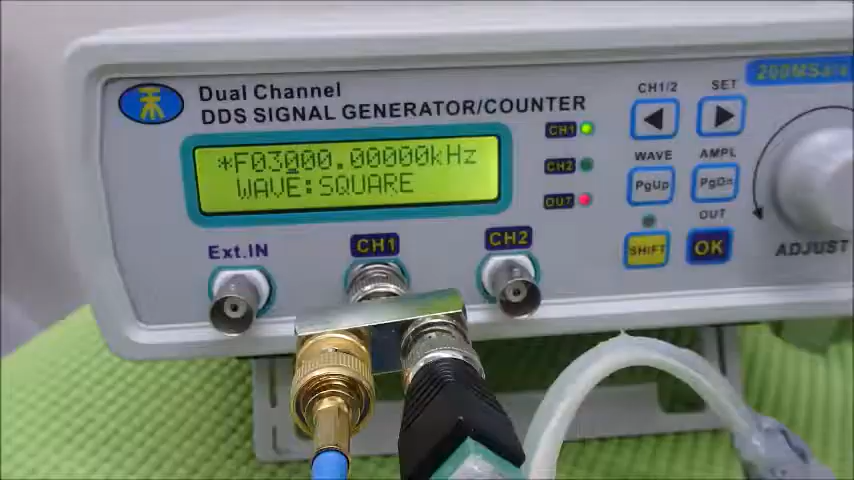 Dual Channel
DDS SIGNAL GENERATOR/COUNTER
200MSa/s
*F03000.00000kHz
WAVE:SQUARE
CH1
CH2
OUT
CH1/2
SET
WAVE
AMPL
PgUp
PgDn
OUT
SHIFT
OK
ADJUST
Ext.IN
CH1
CH2